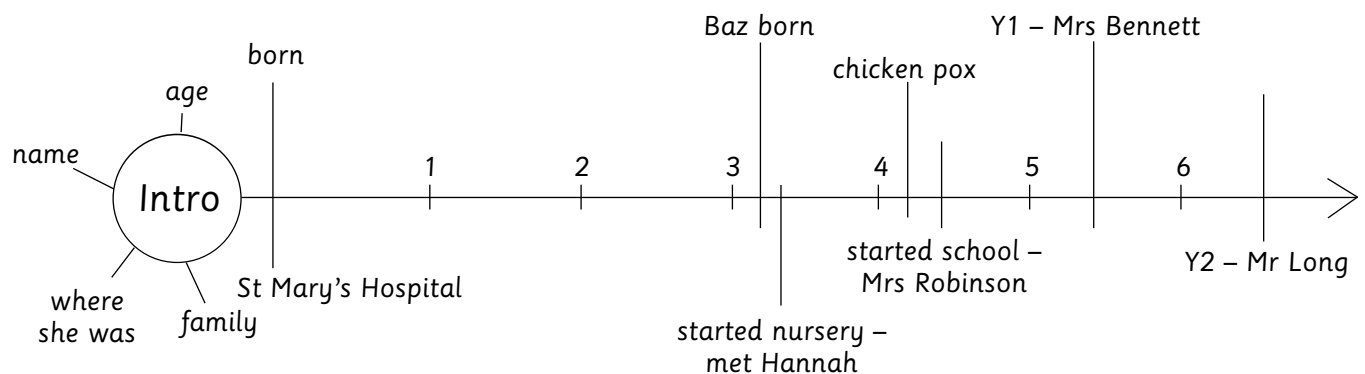 Baz born
Y1 – Mrs Bennett
born
chicken pox
age
name
1
2
3
4
5
6
Intro
started school –
Mrs Robinson
Y2 – Mr Long
St Mary's Hospital
where
she was
family
started nursery –
met Hannah